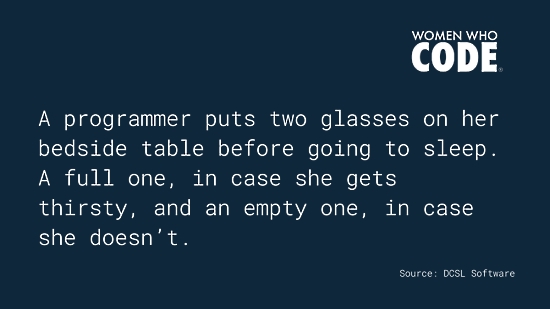 WOMEN WHO
CODE
A programmer puts two glasses on her
bedside table before going to sleep.
A full one, in case she gets
thirsty, and an empty one, in case
she doesn't.
Source: DCSL Software